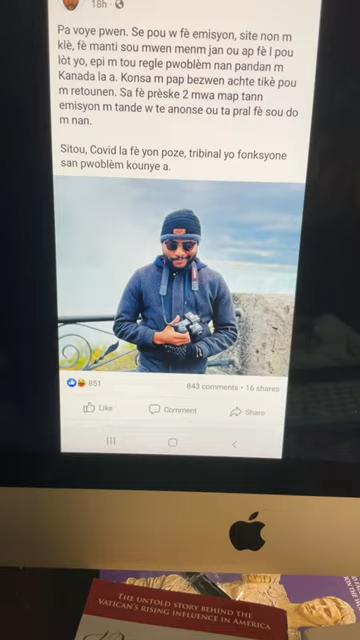 18h
Pa voye pwen. Se pou w fè emisyon, site non m
klè, fè manti sou mwen menm jan ou ap fè l pou
lòt yo, epi m tou regle pwoblèm nan pandan m
Kanada la a. Konsa m pap bezwen achte tikè pou
m retounen. Sa fè prèske 2 mwa map tann
emisyon m tande w te anonse ou ta pral fè sou do
m nan.
Sitou, Covid la fè yon poze, tribinal yo fonksyone
san pwoblèm kounye a.
851
843 comments • 16 shares
Like
Comment
Share
THE UNTOLD STORY BEHIND THE
VATICAN'S RISING INFLUENCE IN AMERICA